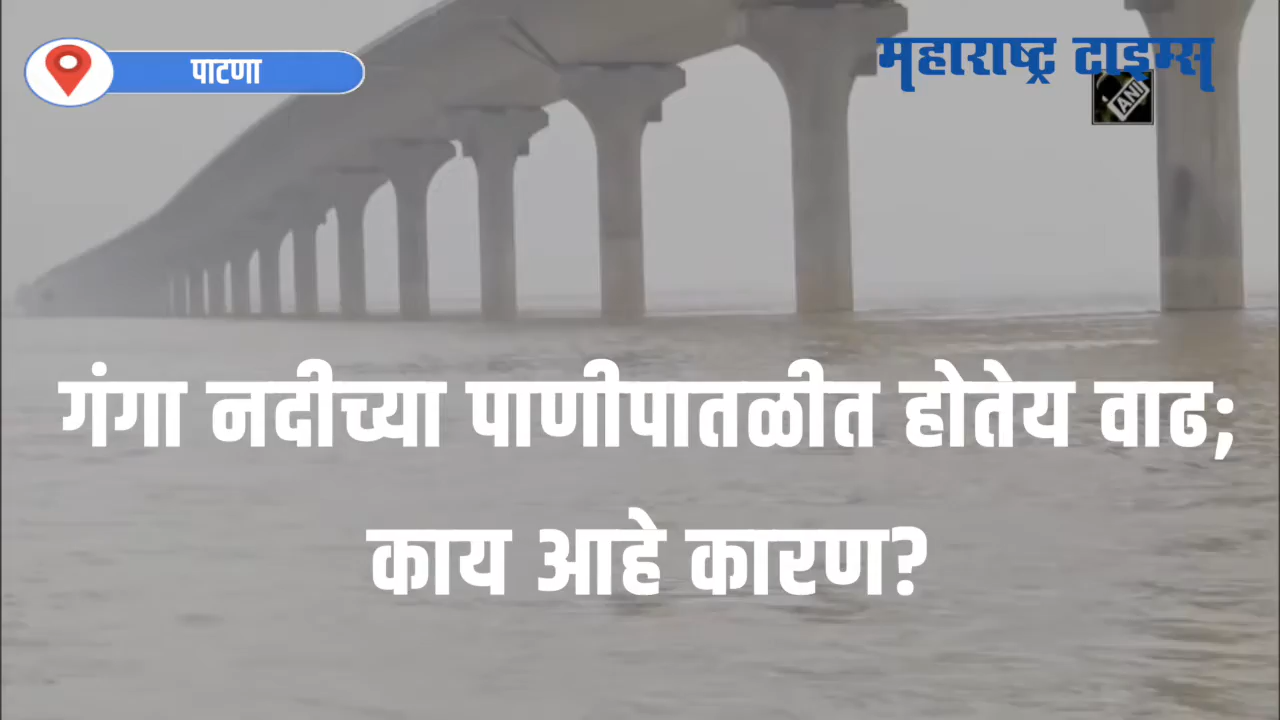 पाटणा
महाराष्ट्र टाइम्स
ANI
गंगा नदीच्या पाणीपातळीत होतेय वाढ;
काय आहे कारण?